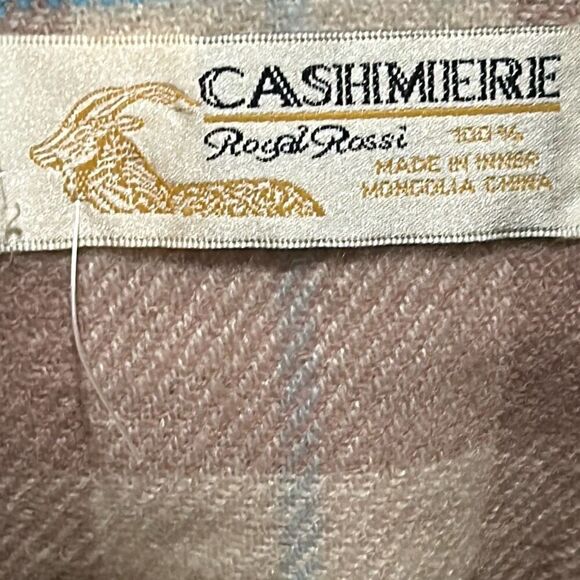 CASHMERE
Royal Rossi
100%
MADE IN INNER
MONGOLIA CHINA